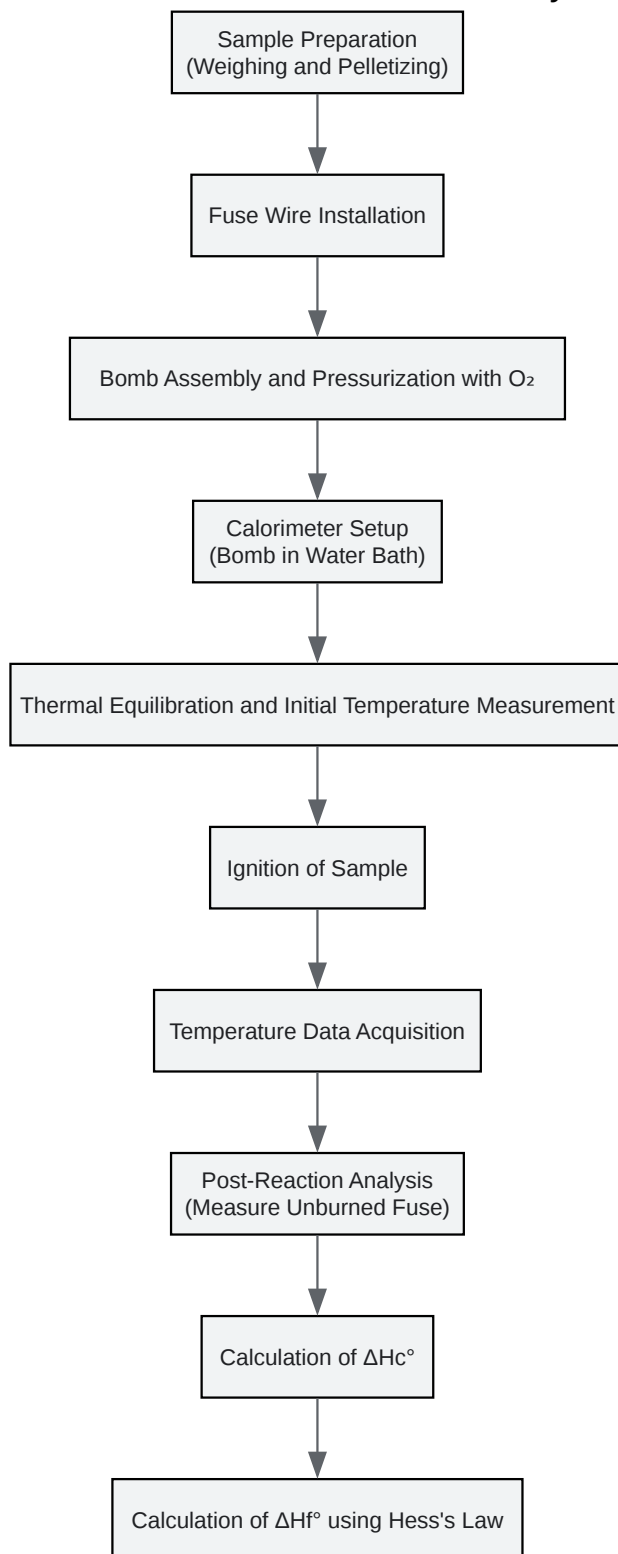 Sample Preparation
(Weighing and Pelletizing)
Fuse Wire Installation
Bomb Assembly and Pressurization with O₂
Calorimeter Setup
(Bomb in Water Bath)
Thermal Equilibration and Initial Temperature Measurement
Ignition of Sample
Temperature Data Acquisition
Post-Reaction Analysis
(Measure Unburned Fuse)
Calculation of ΔHc°
Calculation of ΔHf° using Hess's Law